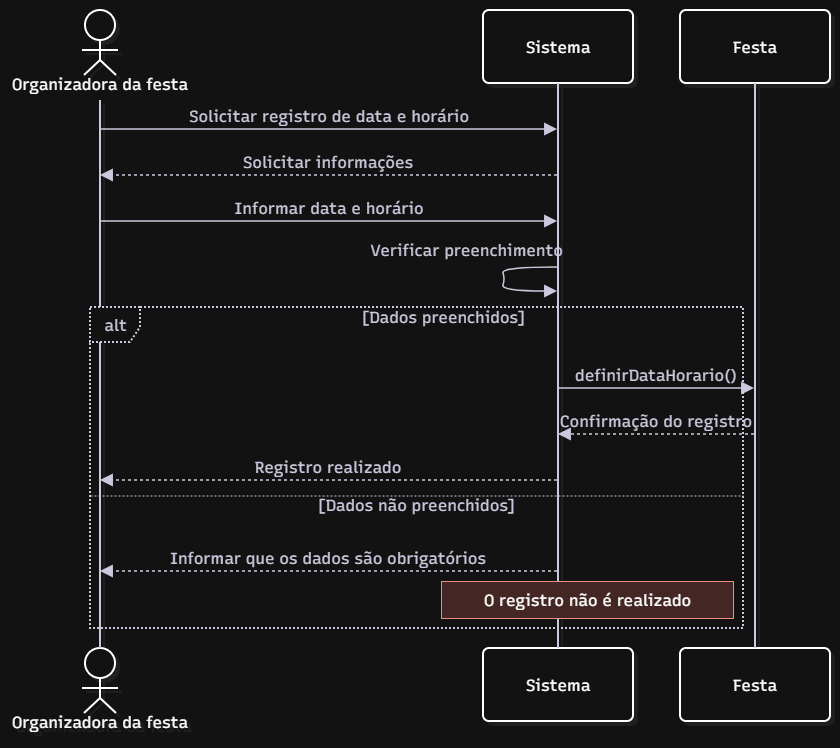 Sistema
Festa
Organizadora da festa
Solicitar registro de data e horário
Solicitar informações
Informar data e horário
Verificar preenchimento
alt
[Dados preenchidos]
definirDataHorario()
Confirmação do registro
Registro realizado
[Dados não preenchidos]
Informar que os dados são obrigatórios
O registro não é realizado
Sistema
Festa
Organizadora da festa